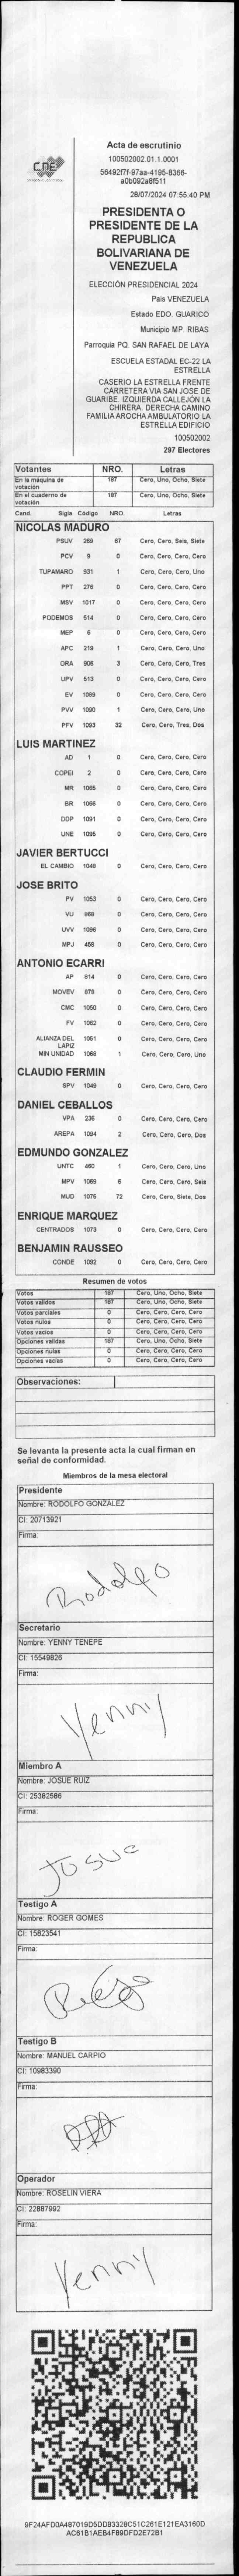 CNE
Acta de escrutinio
100502002.01.1.0001
56492f7f-97aa-4195-8366-
a0b092a8f511
28/07/2024 07:55:40 PM
PRESIDENTA O
PRESIDENTE DE LA
REPUBLICA
BOLIVARIANA DE
VENEZUELA
ELECCIÓN PRESIDENCIAL 2024
Pais VENEZUELA
Estado EDO. GUARICO
Municipio MP. RIBAS
Parroquia PQ. SAN RAFAEL DE LAYA
ESCUELA ESTADAL EC-22 LA
ESTRELLA
CASERIO LA ESTRELLA FRENTE
CARRETERA VIA SAN JOSE DE
GUARIBE. IZQUIERDA CALLEJÓN LA
CHIRERA. DERECHA CAMINO
FAMILIA AROCHA AMBULATORIO LA
ESTRELLA EDIFICIO
100502002
297 Electores
Votantes NRO. Letras
En la máquina de votación 187 Cero, Uno, Ocho, Siete
En el cuaderno de votación 187 Cero, Uno, Ocho, Siete
Cand. Sigla Código NRO. Letras
NICOLAS MADURO
PSUV 269 67 Cero, Cero, Seis, Siete
PCV 9 0 Cero, Cero, Cero, Cero
TUPAMARO 931 1 Cero, Cero, Cero, Uno
PPT 276 0 Cero, Cero, Cero, Cero
MSV 1017 0 Cero, Cero, Cero, Cero
PODEMOS 514 0 Cero, Cero, Cero, Cero
MEP 6 0 Cero, Cero, Cero, Cero
APC 219 1 Cero, Cero, Cero, Uno
ORA 906 3 Cero, Cero, Cero, Tres
UPV 513 0 Cero, Cero, Cero, Cero
EV 1089 0 Cero, Cero, Cero, Cero
PVV 1090 1 Cero, Cero, Cero, Uno
PFV 1093 32 Cero, Cero, Tres, Dos
LUIS MARTINEZ
AD 1 0 Cero, Cero, Cero, Cero
COPEI 2 0 Cero, Cero, Cero, Cero
MR 1065 0 Cero, Cero, Cero, Cero
BR 1066 0 Cero, Cero, Cero, Cero
DDP 1091 0 Cero, Cero, Cero, Cero
UNE 1095 0 Cero, Cero, Cero, Cero
JAVIER BERTUCCI
EL CAMBIO 1048 0 Cero, Cero, Cero, Cero
JOSE BRITO
PV 1053 0 Cero, Cero, Cero, Cero
VU 969 0 Cero, Cero, Cero, Cero
UVV 1096 0 Cero, Cero, Cero, Cero
MPJ 458 0 Cero, Cero, Cero, Cero
ANTONIO ECARRI
AP 914 0 Cero, Cero, Cero, Cero
MOVEV 978 0 Cero, Cero, Cero, Cero
CMC 1050 0 Cero, Cero, Cero, Cero
FV 1062 0 Cero, Cero, Cero, Cero
ALIANZA DEL LAPIZ 1061 0 Cero, Cero, Cero, Cero
MIN UNIDAD 1068 1 Cero, Cero, Cero, Uno
CLAUDIO FERMIN
SPV 1049 0 Cero, Cero, Cero, Cero
DANIEL CEBALLOS
VPA 236 0 Cero, Cero, Cero, Cero
AREPA 1094 2 Cero, Cero, Cero, Dos
EDMUNDO GONZALEZ
UNTC 460 1 Cero, Cero, Cero, Uno
MPV 1069 6 Cero, Cero, Cero, Seis
MUD 1075 72 Cero, Cero, Siete, Dos
ENRIQUE MARQUEZ
CENTRADOS 1073 0 Cero, Cero, Cero, Cero
BENJAMIN RAUSSEO
CONDE 1092 0 Cero, Cero, Cero, Cero
Resumen de votos
Votos 187 Cero, Uno, Ocho, Siete
Votos validos 187 Cero, Uno, Ocho, Siete
Votos parciales 0 Cero, Cero, Cero, Cero
Votos nulos 0 Cero, Cero, Cero, Cero
Votos vacios 0 Cero, Cero, Cero, Cero
Opciones validas 187 Cero, Uno, Ocho, Siete
Opciones nulas 0 Cero, Cero, Cero, Cero
Opciones vacias 0 Cero, Cero, Cero, Cero
Observaciones:
Se levanta la presente acta la cual firman en
señal de conformidad.
Miembros de la mesa electoral
Presidente
Nombre: RODOLFO GONZALEZ
CI: 20713921
Firma:
Rodolfo
Secretario
Nombre: YENNY TENEPE
CI: 15549826
Firma:
Yenny
Miembro A
Nombre: JOSUE RUIZ
CI: 25382586
Firma:
Josue
Testigo A
Nombre: ROGER GOMES
CI: 15823541
Firma:
Testigo B
Nombre: MANUEL CARPIO
CI: 10983390
Firma:
Operador
Nombre: ROSELIN VIERA
CI: 22887992
Firma:
Yenny
9F24AFD0A487019D5DD83328C51C261E121EA3160D
AC61B1AEB4F89DFD2E72B1